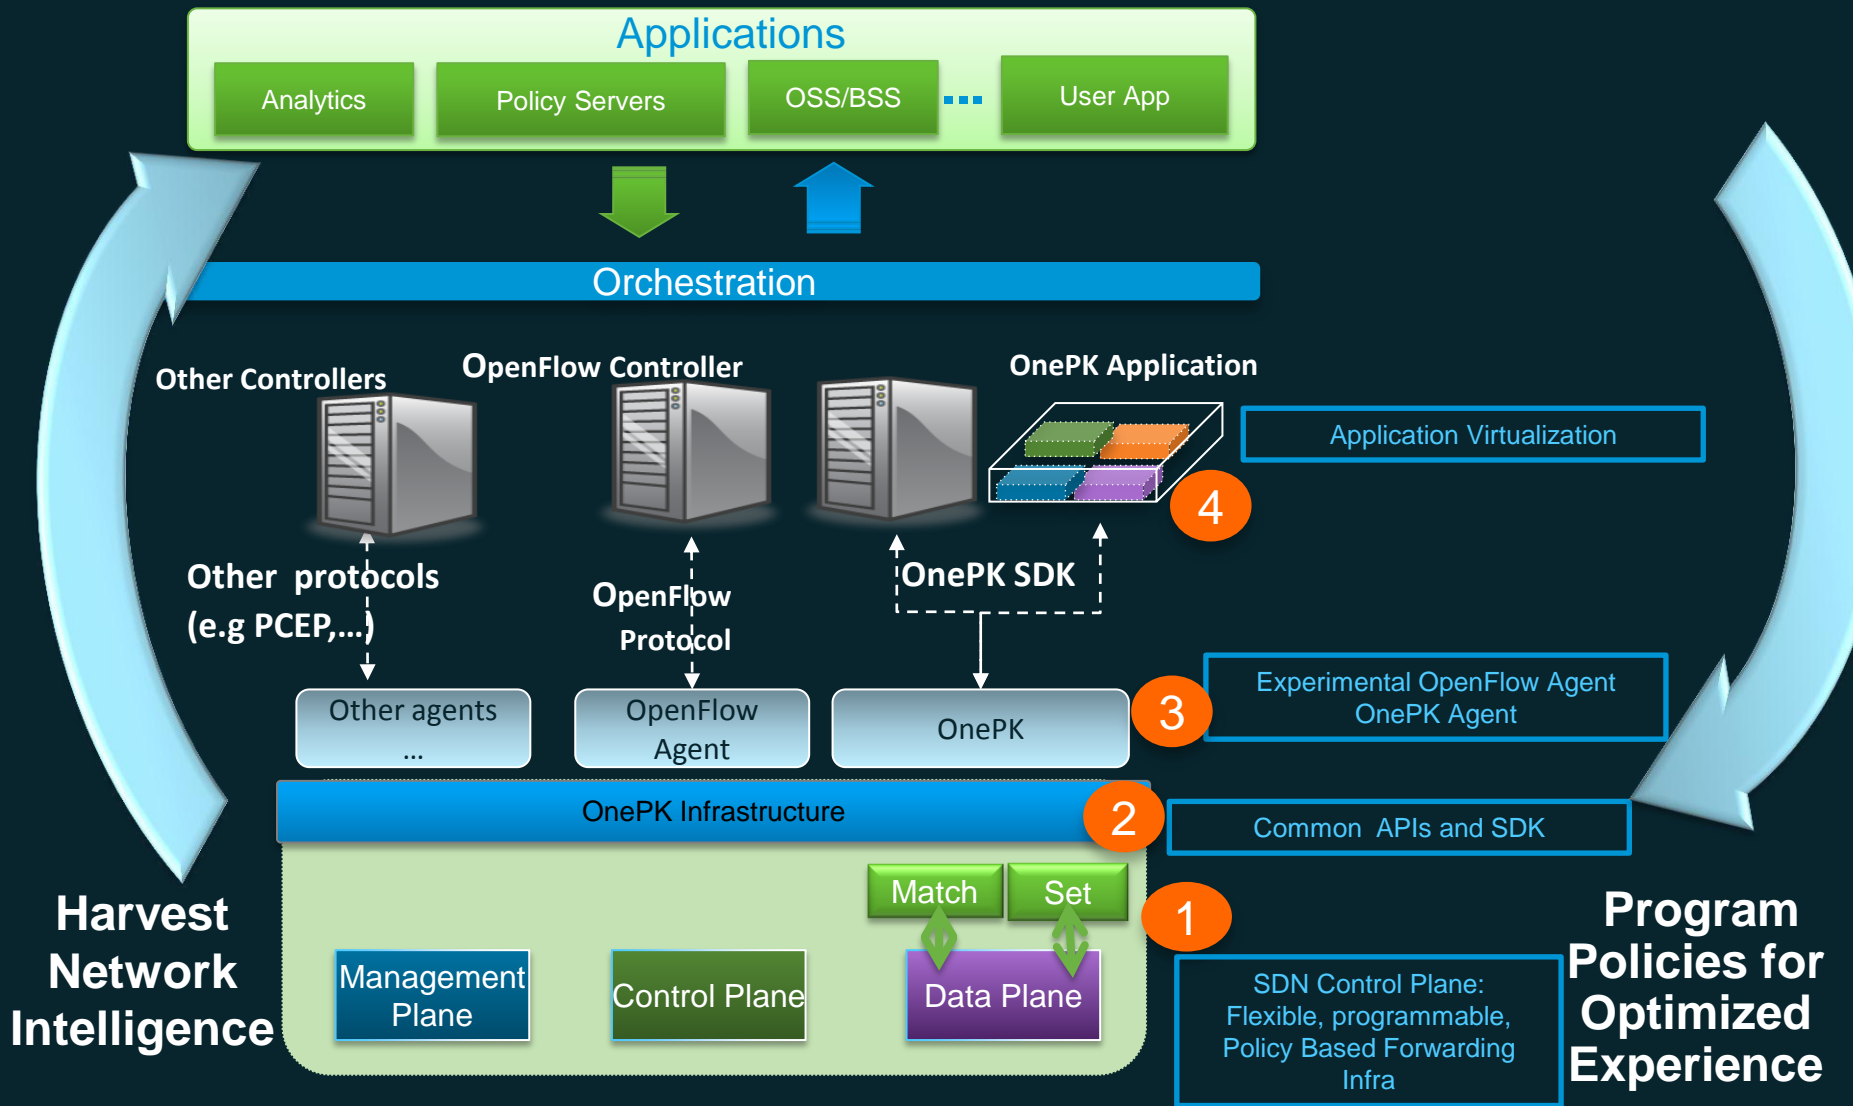 Applications
Analytics
Policy Servers
OSS/BSS
User App
Orchestration
Other Controllers
OpenFlow Controller
OnePK Application
Application Virtualization
4
Other protocols
(e.g PCEP,...)
OpenFlow
Protocol
OnePK SDK
Other agents
...
OpenFlow
Agent
OnePK
3
Experimental OpenFlow Agent
OnePK Agent
OnePK Infrastructure
2
Common APIs and SDK
Match
Set
1
Management
Plane
Control Plane
Data Plane
SDN Control Plane:
Flexible, programmable,
Policy Based Forwarding
Infra
Harvest
Network
Intelligence
Program
Policies for
Optimized
Experience